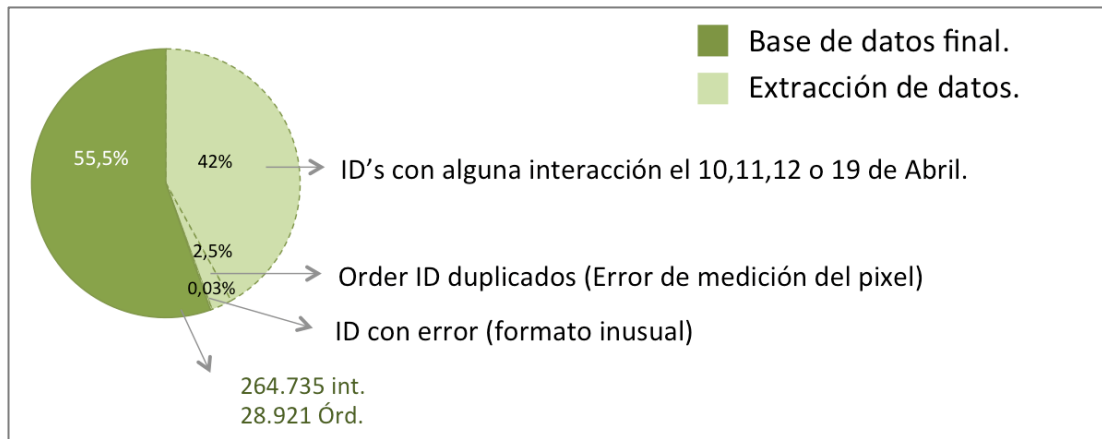 Base de datos final.
Extracción de datos.
55,5%
42%
ID’s con alguna interacción el 10,11,12 o 19 de Abril.
2,5%
Order ID duplicados (Error de medición del pixel)
0,03%
ID con error (formato inusual)
264.735 int.
28.921 Órd.